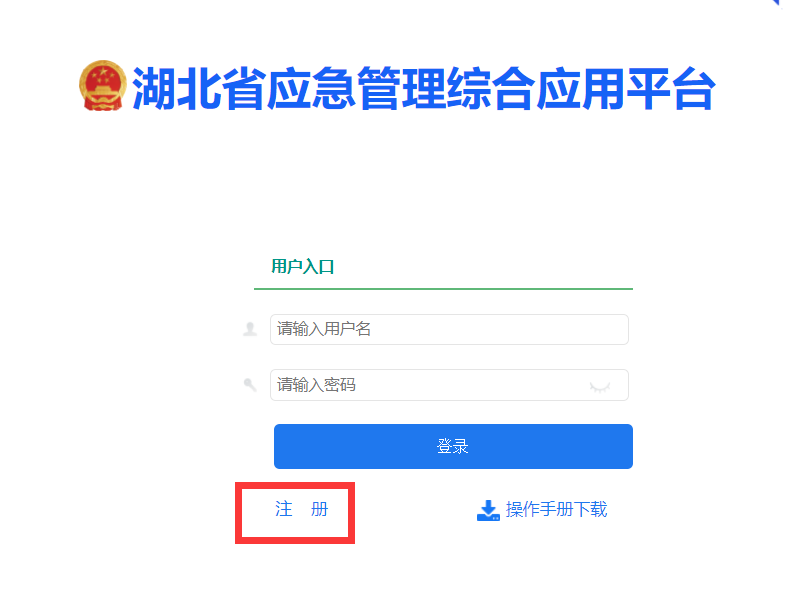 湖北省应急管理综合应用平台
用户入口
请输入用户名
请输入密码
登录
注 册
操作手册下载